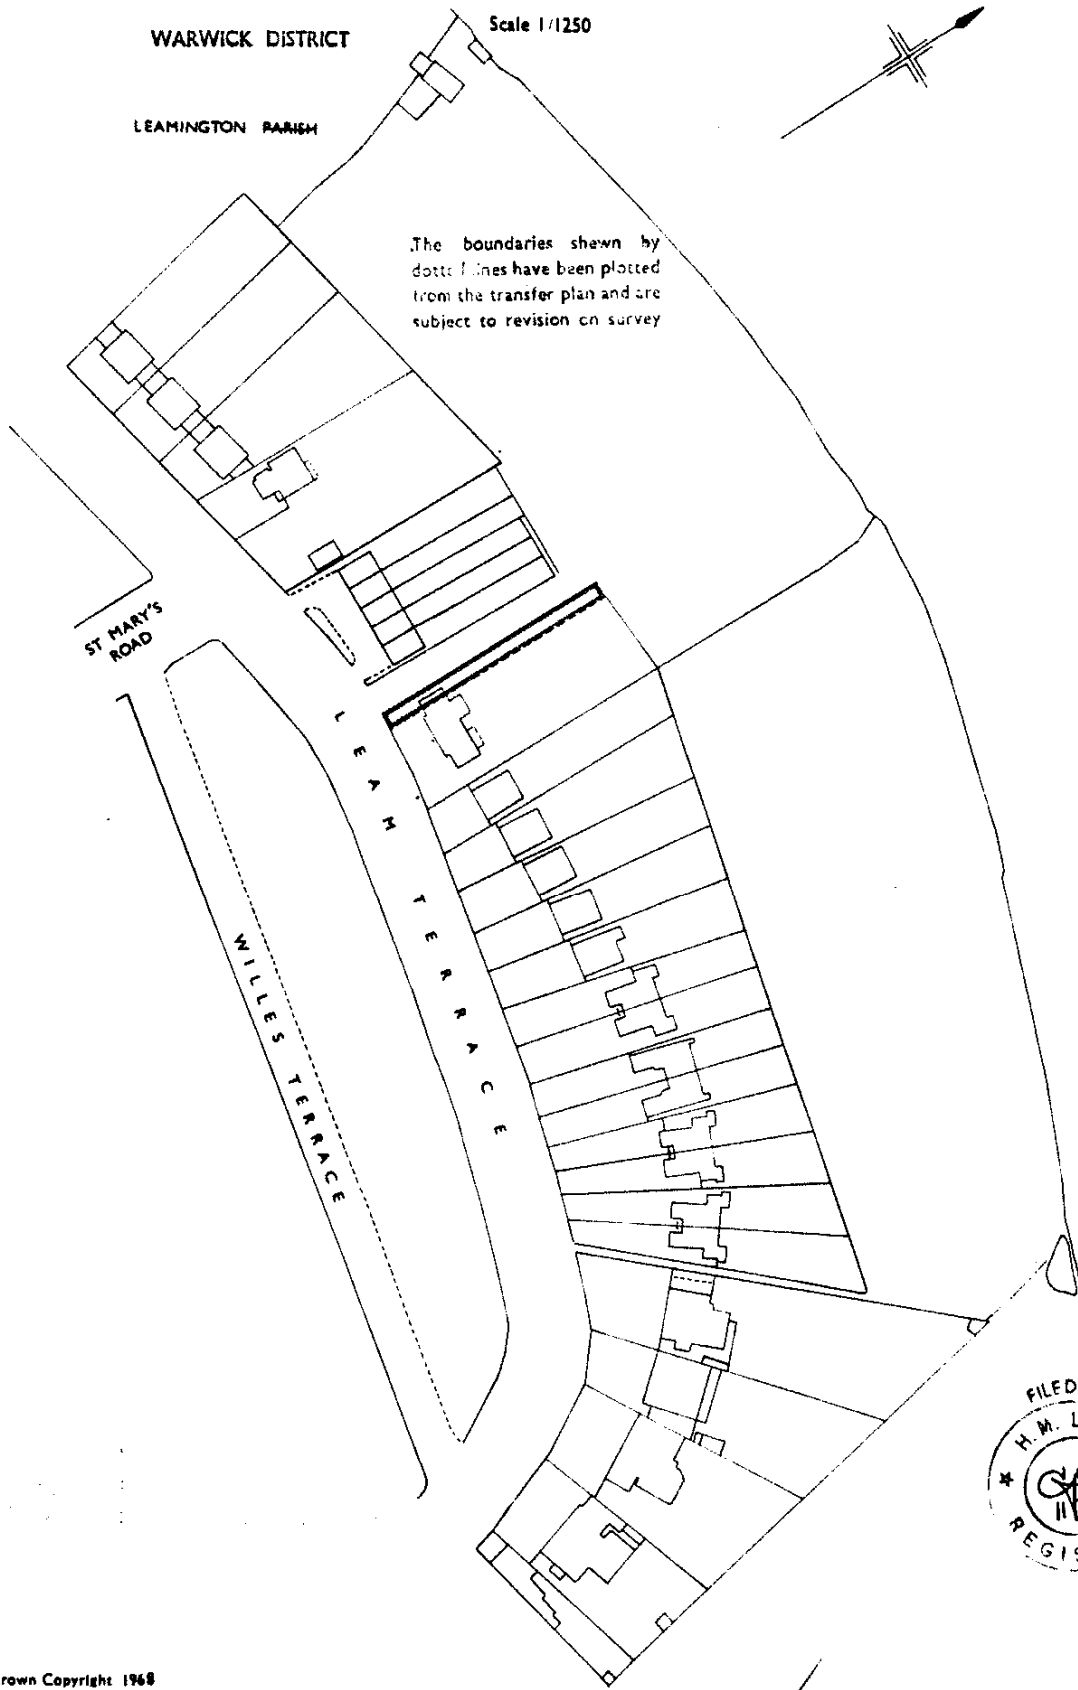 WARWICK DISTRICT
Scale 1/1250
LEAMINGTON PARISH
The boundaries shewn by
lines have been plotted
from the transfer plan and are
subject to revision on survey
ST MARY'S
ROAD
LEAM TERRACE
WILLES TERRACE
FILED
H. M. L
REGIS
rown Copyright 1968